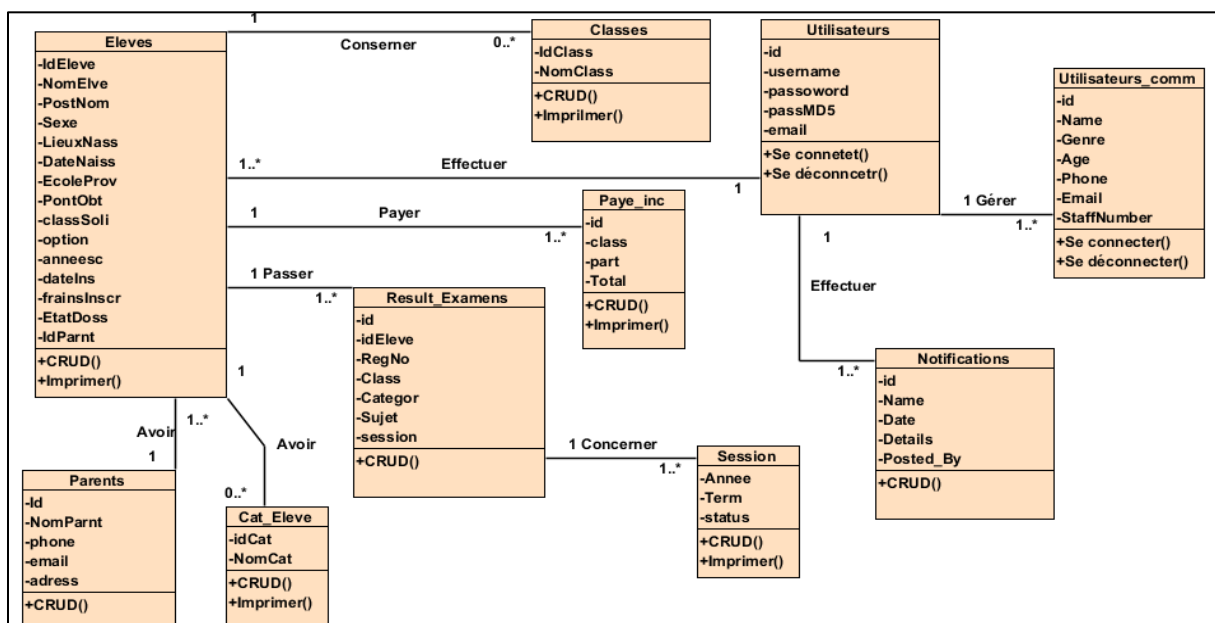 Eleves
-IdEleve
-NomElve
-PostNom
-Sexe
-LieuxNass
-DateNaiss
-EcoleProv
-PontObt
-classSoli
-option
-anneesc
-dateIns
-frainsInscr
-EtatDoss
-IdParnt
+CRUD()
+Imprimer()
1
Conserner
0..*
Classes
-IdClass
-NomClass
+CRUD()
+Imprilmer()
Utilisateurs
-id
-username
-passoword
-passMD5
-email
+Se connetet()
+Se déconncetr()
Utilisateurs_comm
-id
-Name
-Genre
-Age
-Phone
-Email
-StaffNumber
+Se connecter()
+Se déconnecter()
1..*
Effectuer
1
1 Gérer
1..*
1
Payer
1..*
Paye_inc
-id
-class
-part
-Total
+CRUD()
+Imprimer()
1 Passer
1..*
Result_Examens
-id
-idEleve
-RegNo
-Class
-Categor
-Sujet
-session
+CRUD()
1
Effectuer
1..*
Notifications
-id
-Name
-Date
-Details
-Posted_By
+CRUD()
1 Concerner
1..*
Session
-Annee
-Term
-status
+CRUD()
+Imprimer()
1..*
Avoir
1
Parents
-Id
-NomParnt
-phone
-email
-adress
+CRUD()
1
Avoir
0..*
Cat_Eleve
-idCat
-NomCat
+CRUD()
+Imprimer()